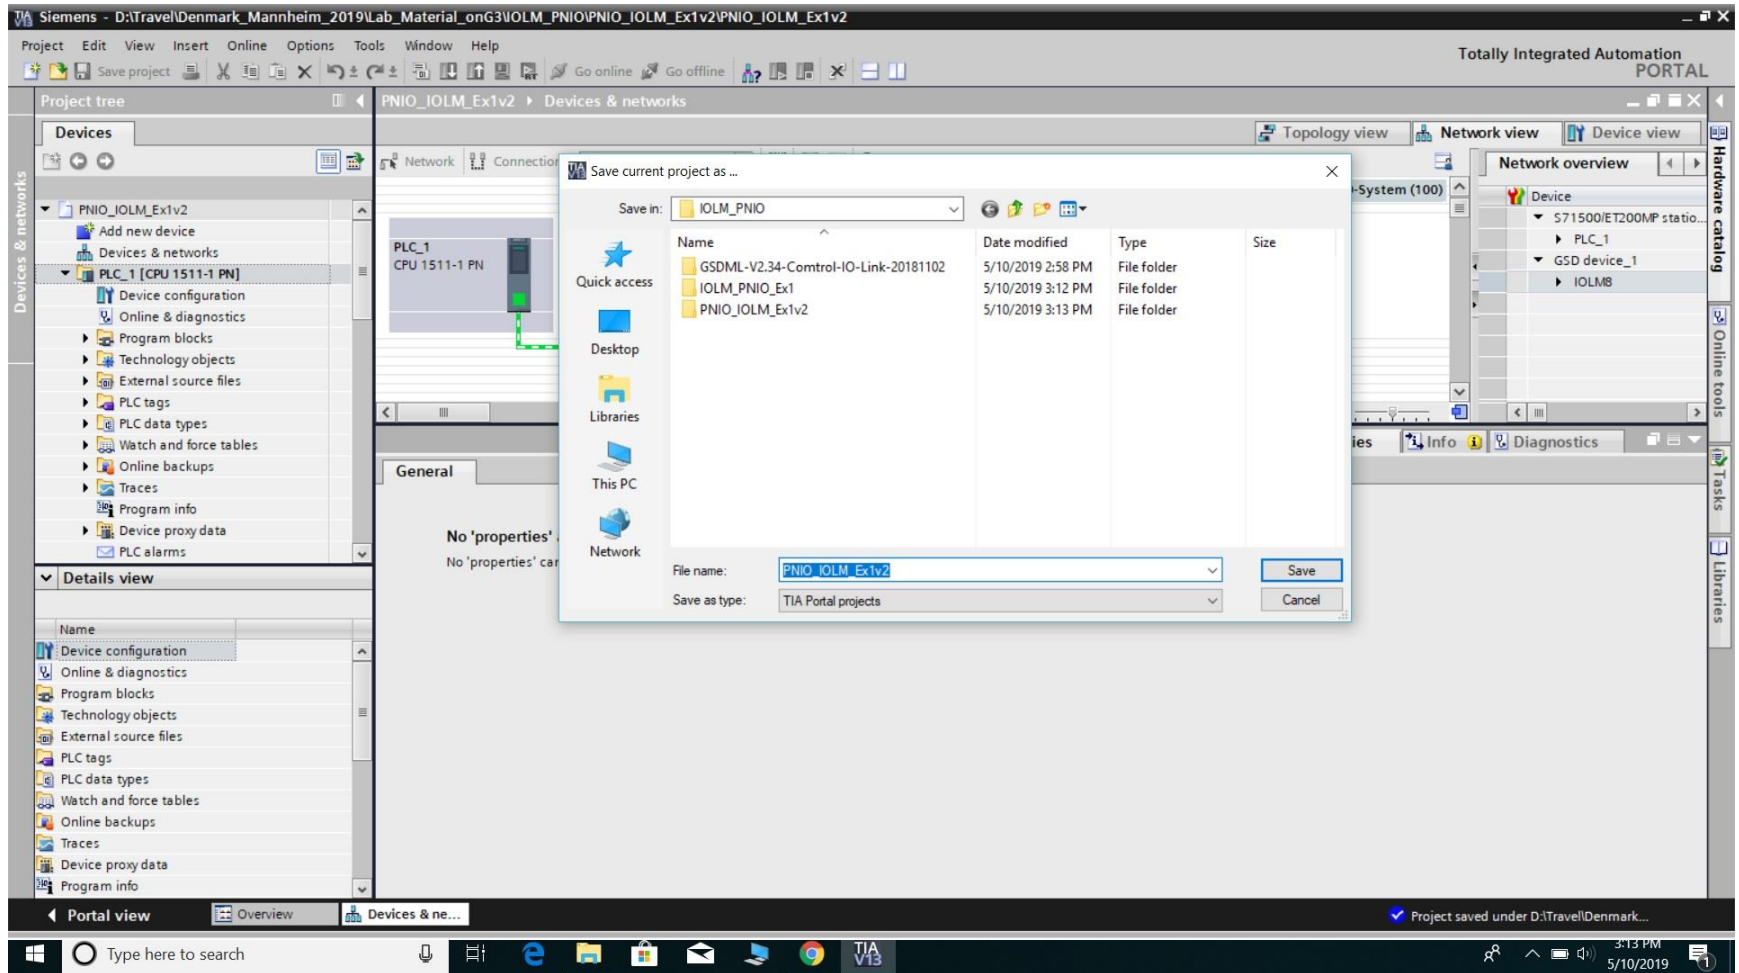 Siemens - D:\Travel\Denmark_Mannheim_2019\Lab_Material_onG3\IOLM_PNIO\PNIO_IOLM_Ex1v2\PNIO_IOLM_Ex1v2
Project Edit View Insert Online Options Tools Window Help
Totally Integrated Automation
PORTAL
Save project Go online Go offline
Project tree
PNIO_IOLM_Ex1v2 Devices & networks
Devices
Topology view Network view Device view
Network Connection
Network overview
Devices & networks
PNIO_IOLM_Ex1v2
Add new device
Devices & networks
PLC_1 [CPU 1511-1 PN]
Device configuration
Online & diagnostics
Program blocks
Technology objects
External source files
PLC tags
PLC data types
Watch and force tables
Online backups
Traces
Program info
Device proxy data
PLC alarms
PLC_1
CPU 1511-1 PN
-System (100)
Device
S71500/ET200MP statio...
PLC_1
GSD device_1
IOLM8
Save current project as ...
Save in: IOLM_PNIO
Name Date modified Type Size
GSDML-V2.34-Comtrol-IO-Link-20181102 5/10/2019 2:58 PM File folder
IOLM_PNIO_Ex1 5/10/2019 3:12 PM File folder
PNIO_IOLM_Ex1v2 5/10/2019 3:13 PM File folder
Quick access
Desktop
Libraries
This PC
Network
File name: PNIO_IOLM_Ex1v2 Save
Save as type: TIA Portal projects Cancel
ies Info Diagnostics
General
No 'properties'
No 'properties' car
Hardware catalog
Online tools
Tasks
Libraries
Details view
Name
Device configuration
Online & diagnostics
Program blocks
Technology objects
External source files
PLC tags
PLC data types
Watch and force tables
Online backups
Traces
Device proxy data
Program info
Portal view Overview Devices & ne...
Project saved under D:\Travel\Denmark...
Type here to search
TIA
V13
3:13 PM
5/10/2019
1